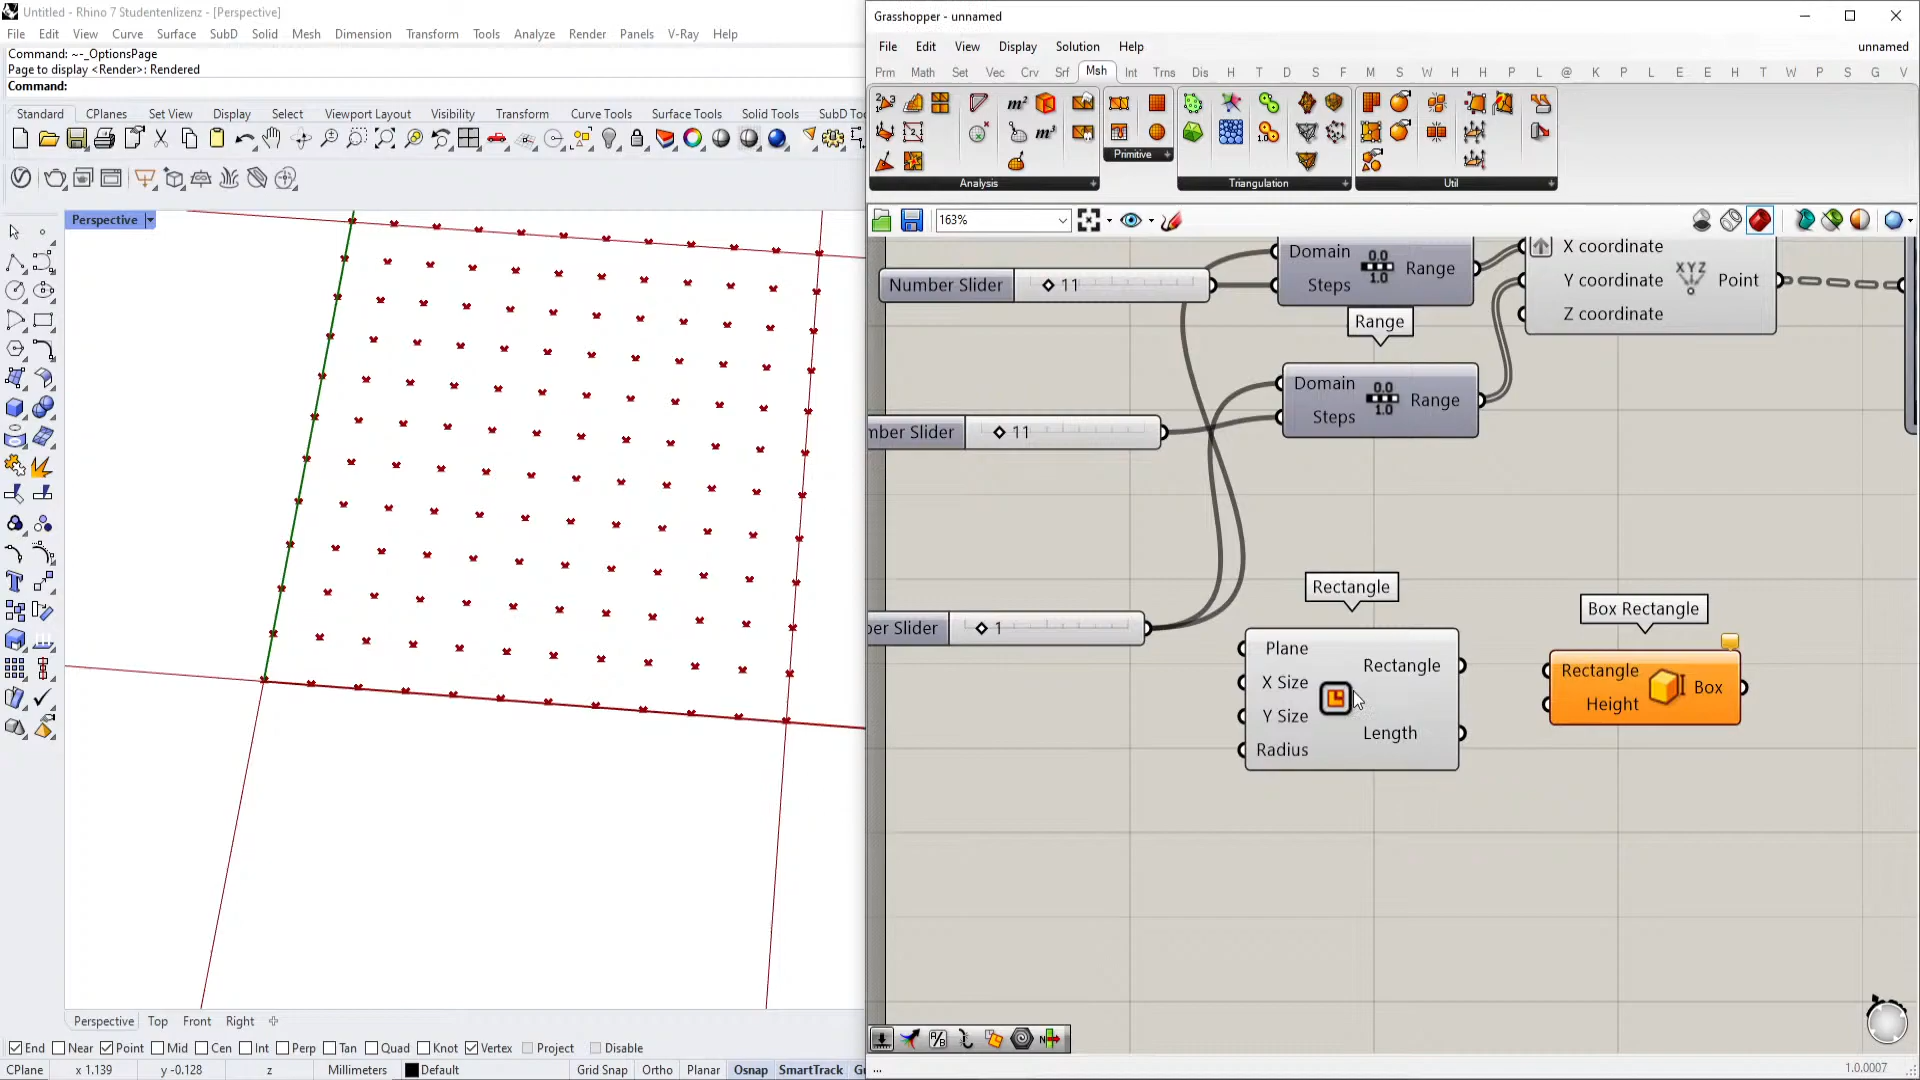 Untitled - Rhino 7 Studentenlizenz - [Perspective]
File Edit View Curve Surface SubD Solid Mesh Dimension Transform Tools Analyze Render Panels V-Ray Help
Command: ~-_OptionsPage
Page to display <Render>: Rendered
Command:
Standard CPlanes Set View Display Select Viewport Layout Visibility Transform Curve Tools Surface Tools Solid Tools SubD To
Perspective
Perspective Top Front Right
End Near Point Mid Cen Int Perp Tan Quad Knot Vertex Project Disable
CPlane x 1.139 y -0.128 z Millimeters Default Grid Snap Ortho Planar Osnap SmartTrack Gu
Grasshopper - unnamed
File Edit View Display Solution Help unnamed
Prm Math Set Vec Crv Srf Msh Int Trns Dis H T D S F M S W H H P L @ K P L E E H T W P S G V
Analysis Primitive Triangulation Util
163%
Number Slider 11
Domain
Steps
Range
X coordinate
Y coordinate
Z coordinate
Point
Range
mber Slider 11
Domain
Steps
Range
ber Slider 1
Rectangle
Plane
X Size
Y Size
Radius
Rectangle
Length
Box Rectangle
Rectangle
Height
Box
...
1.0.0007